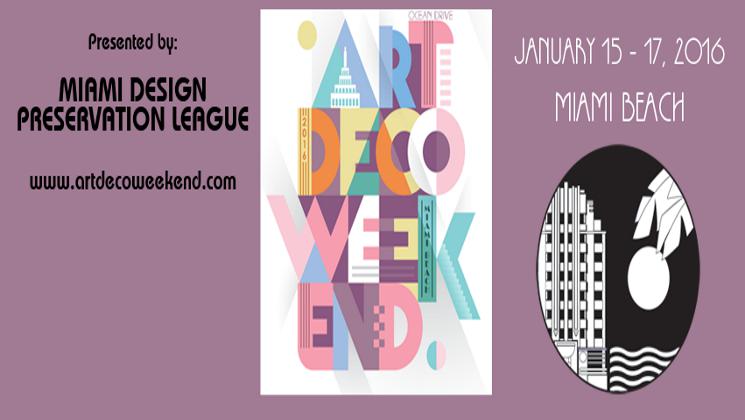 Presented by:
MIAMI DESIGN
PRESERVATION LEAGUE
www.artdecoweekend.com
OCEAN DRIVE
ART
2016
DECO
WEEK
MIAMI BEACH
END.
JANUARY 15 - 17, 2016
MIAMI BEACH